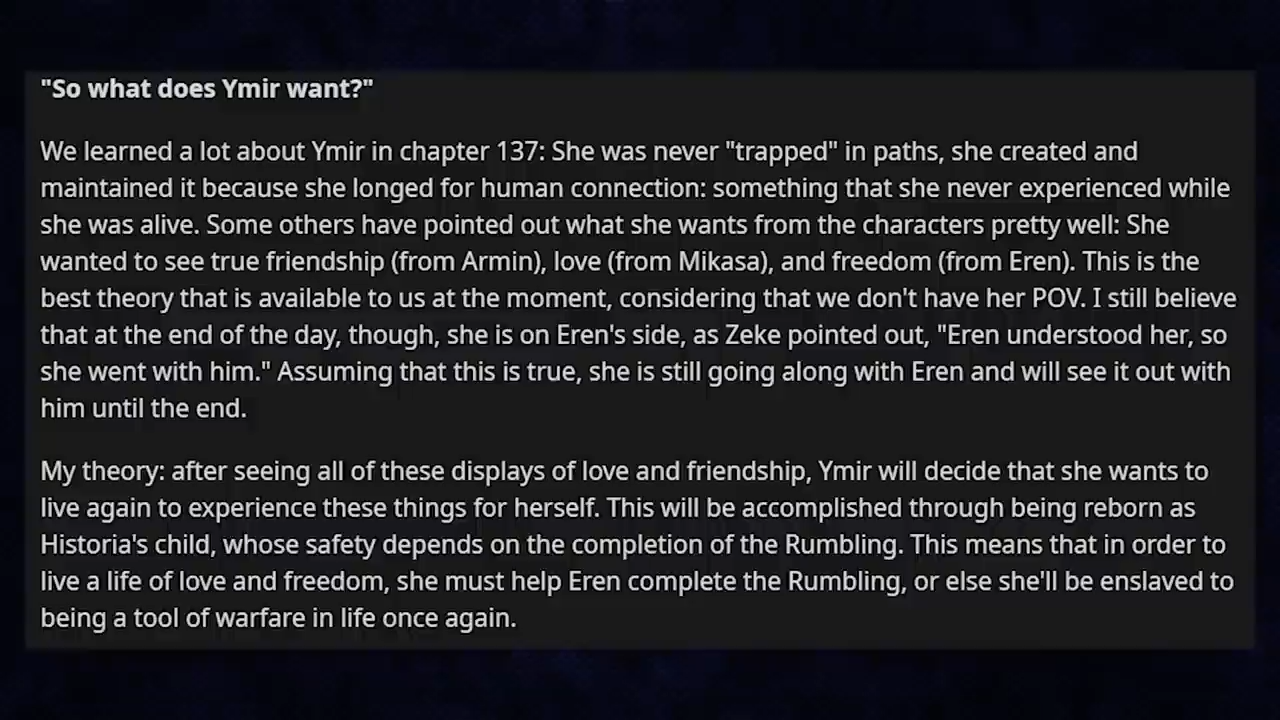 "So what does Ymir want?"
We learned a lot about Ymir in chapter 137: She was never "trapped" in paths, she created and
maintained it because she longed for human connection: something that she never experienced while
she was alive. Some others have pointed out what she wants from the characters pretty well: She
wanted to see true friendship (from Armin), love (from Mikasa), and freedom (from Eren). This is the
best theory that is available to us at the moment, considering that we don't have her POV. I still believe
that at the end of the day, though, she is on Eren's side, as Zeke pointed out, "Eren understood her, so
she went with him." Assuming that this is true, she is still going along with Eren and will see it out with
him until the end.
My theory: after seeing all of these displays of love and friendship, Ymir will decide that she wants to
live again to experience these things for herself. This will be accomplished through being reborn as
Historia's child, whose safety depends on the completion of the Rumbling. This means that in order to
live a life of love and freedom, she must help Eren complete the Rumbling, or else she'll be enslaved to
being a tool of warfare in life once again.